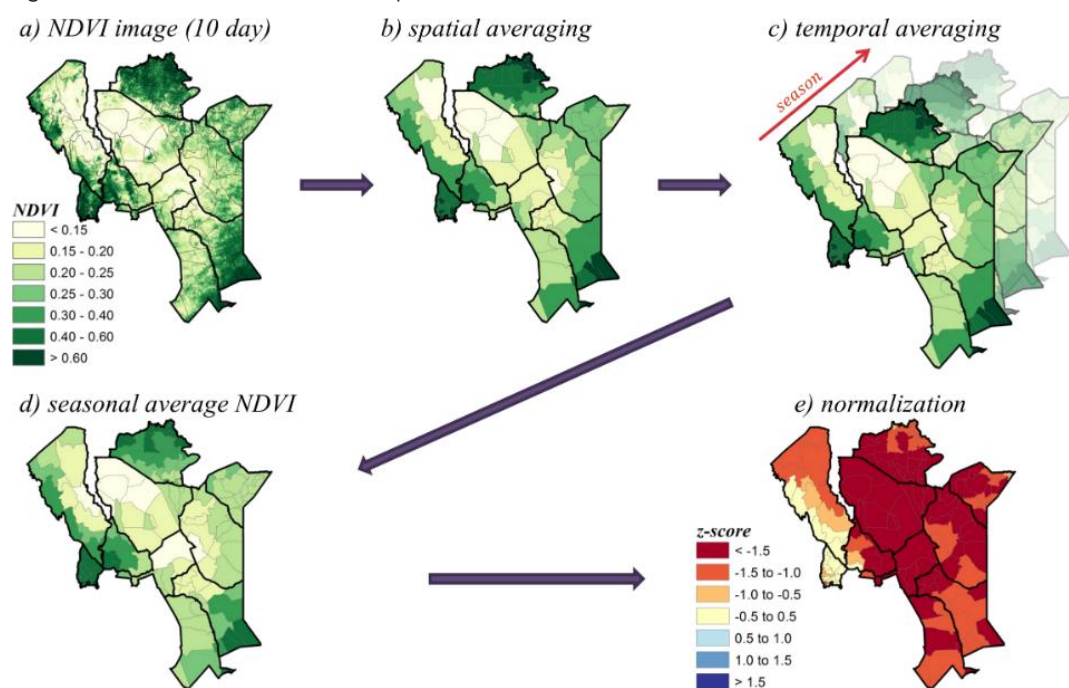 a) NDVI image (10 day)
b) spatial averaging
c) temporal averaging
season
NDVI
< 0.15
0.15 - 0.20
0.20 - 0.25
0.25 - 0.30
0.30 - 0.40
0.40 - 0.60
> 0.60
d) seasonal average NDVI
e) normalization
z-score
< -1.5
-1.5 to -1.0
-1.0 to -0.5
-0.5 to 0.5
0.5 to 1.0
1.0 to 1.5
> 1.5